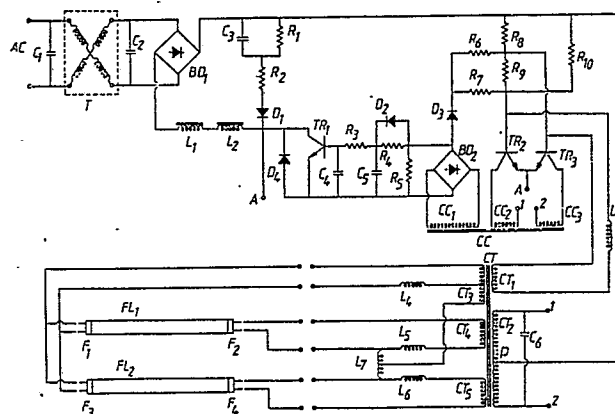 AC
C1
T
C2
BD1
C3
R1
R2
D1
L1
L2
D4
A
TR1
C4
R3
C5
D2
R4
R5
D3
R6
R7
R8
R9
R10
BD2
CC1
TR2
TR3
A
CC2
1
2
CC3
CC
L
CT
CT1
CT3
L4
CT2
1
C6
P
2
FL1
F1
F2
CT4
L5
L7
L6
CT5
FL2
F3
F4